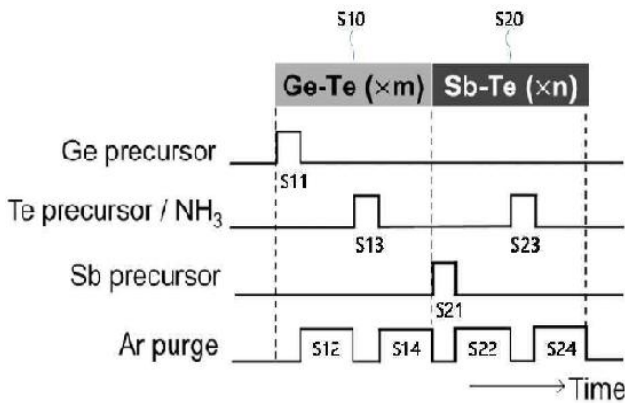 S10 S20
Ge-Te (×m) Sb-Te (×n)
Ge precursor
S11
Te precursor / NH₃
S13 S23
Sb precursor
S21
Ar purge S12 S14 S22 S24
Time